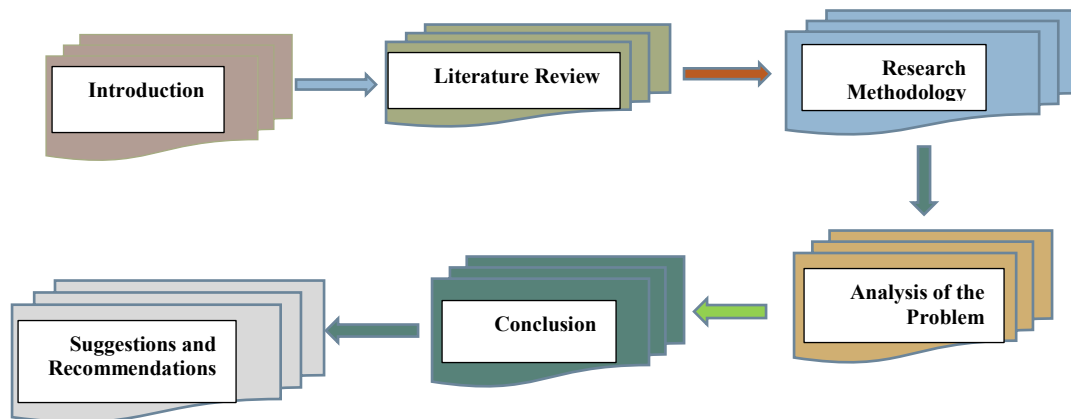 Introduction
Literature Review
Research
Methodology
Analysis of the
Problem
Conclusion
Suggestions and
Recommendations